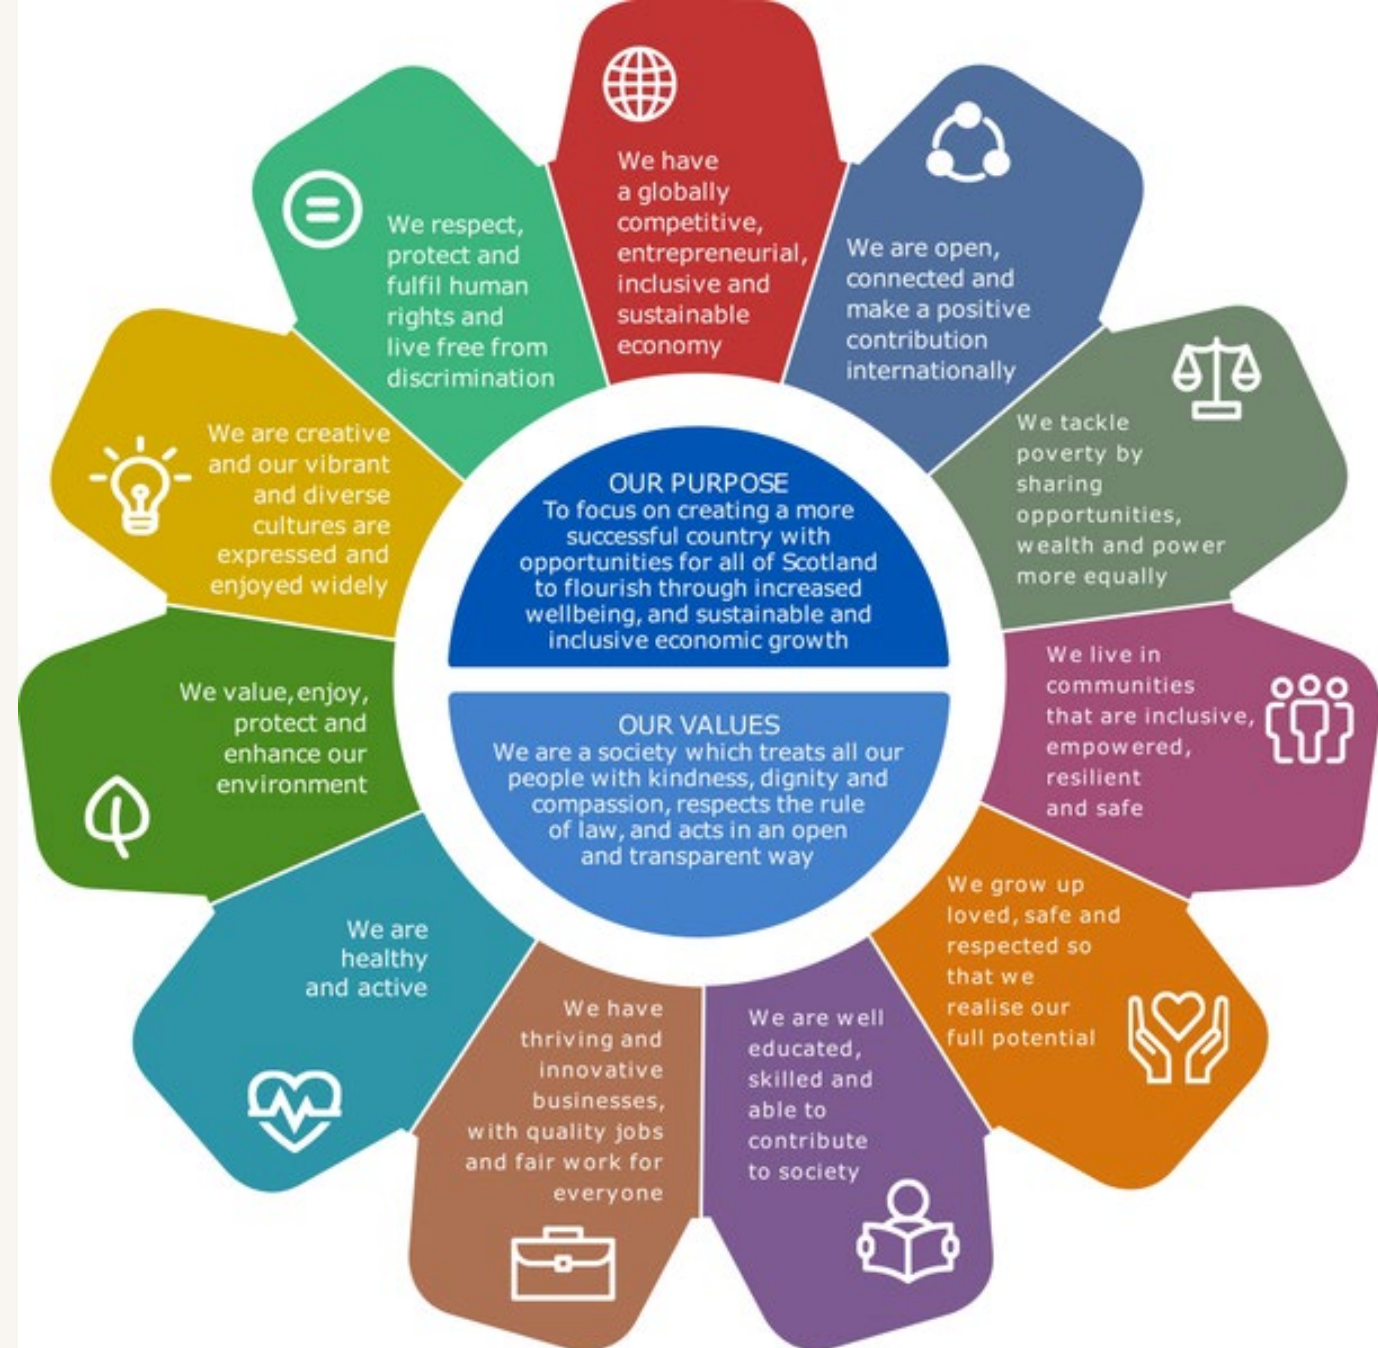 We have
a globally
competitive,
entrepreneurial,
inclusive and
sustainable
economy
We are open,
connected and
make a positive
contribution
internationally
We tackle
poverty by
sharing
opportunities,
wealth and power
more equally
We live in
communities
that are inclusive,
empowered,
resilient
and safe
We grow up
loved, safe and
respected so
that we
realise our
full potential
We are well
educated,
skilled and
able to
contribute
to society
We have
thriving and
innovative
businesses,
with quality jobs
and fair work for
everyone
We are
healthy
and active
We value, enjoy,
protect and
enhance our
environment
We are creative
and our vibrant
and diverse
cultures are
expressed and
enjoyed widely
We respect,
protect and
fulfil human
rights and
live free from
discrimination
OUR PURPOSE
To focus on creating a more
successful country with
opportunities for all of Scotland
to flourish through increased
wellbeing, and sustainable and
inclusive economic growth
OUR VALUES
We are a society which treats all our
people with kindness, dignity and
compassion, respects the rule
of law, and acts in an open
and transparent way